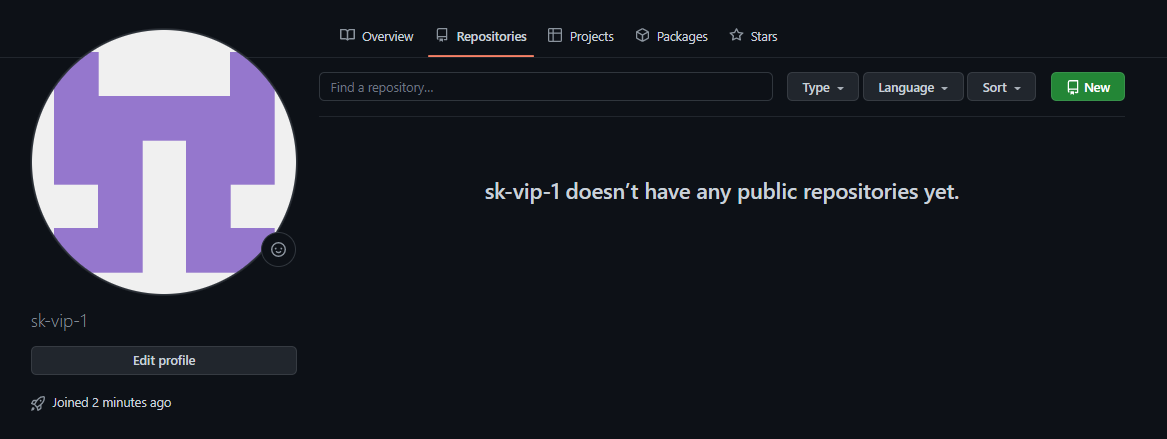 Overview Repositories Projects Packages Stars
Find a repository... Type Language Sort New
sk-vip-1 doesn’t have any public repositories yet.
sk-vip-1
Edit profile
Joined 2 minutes ago